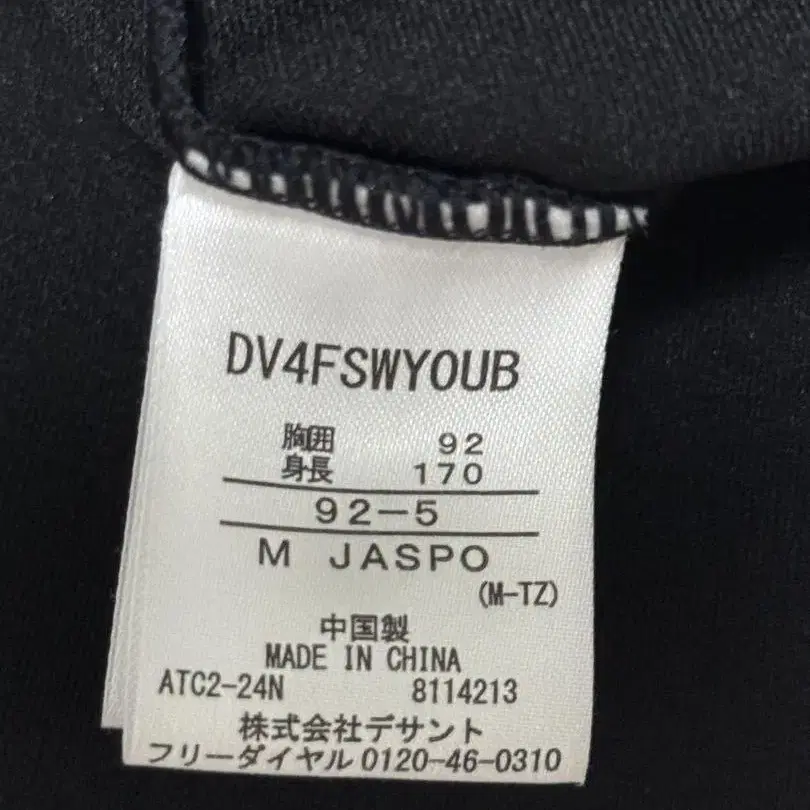 DV4FSWYOUB
胸囲 92
身長 170
92-5
M JASPO
(M-TZ)
中国製
MADE IN CHINA
ATC2-24N 8114213
株式会社デサント
フリーダイヤル 0120-46-0310